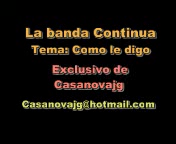 La banda Continua
Tema: Como le digo
Exclusivo de
Casanovajg
Casanovajg@hotmail.com